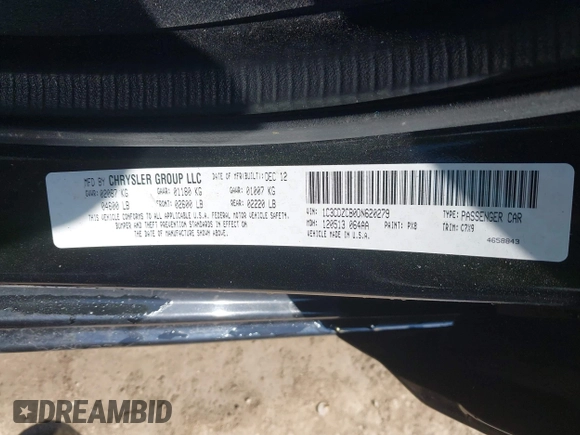 MFD BY CHRYSLER GROUP LLC DATE OF MFR/BUILT: DEC 12
GVWR: 02087 KG GAWR: 01180 KG GAWR: 01007 KG
04600 LB FRONT: 02600 LB REAR: 02220 LB
THIS VEHICLE CONFORMS TO ALL APPLICABLE U.S.A. FEDERAL MOTOR VEHICLE SAFETY,
BUMPER AND THEFT PREVENTION STANDARDS IN EFFECT ON
THE DATE OF MANUFACTURE SHOWN ABOVE.
VIN: 1C3CDZCB0DN620279 TYPE: PASSENGER CAR
MDH: 120513 064AA PAINT: PX8 TRIM: C7X9
MADE IN U.S.A.
4658849
DREAMBID